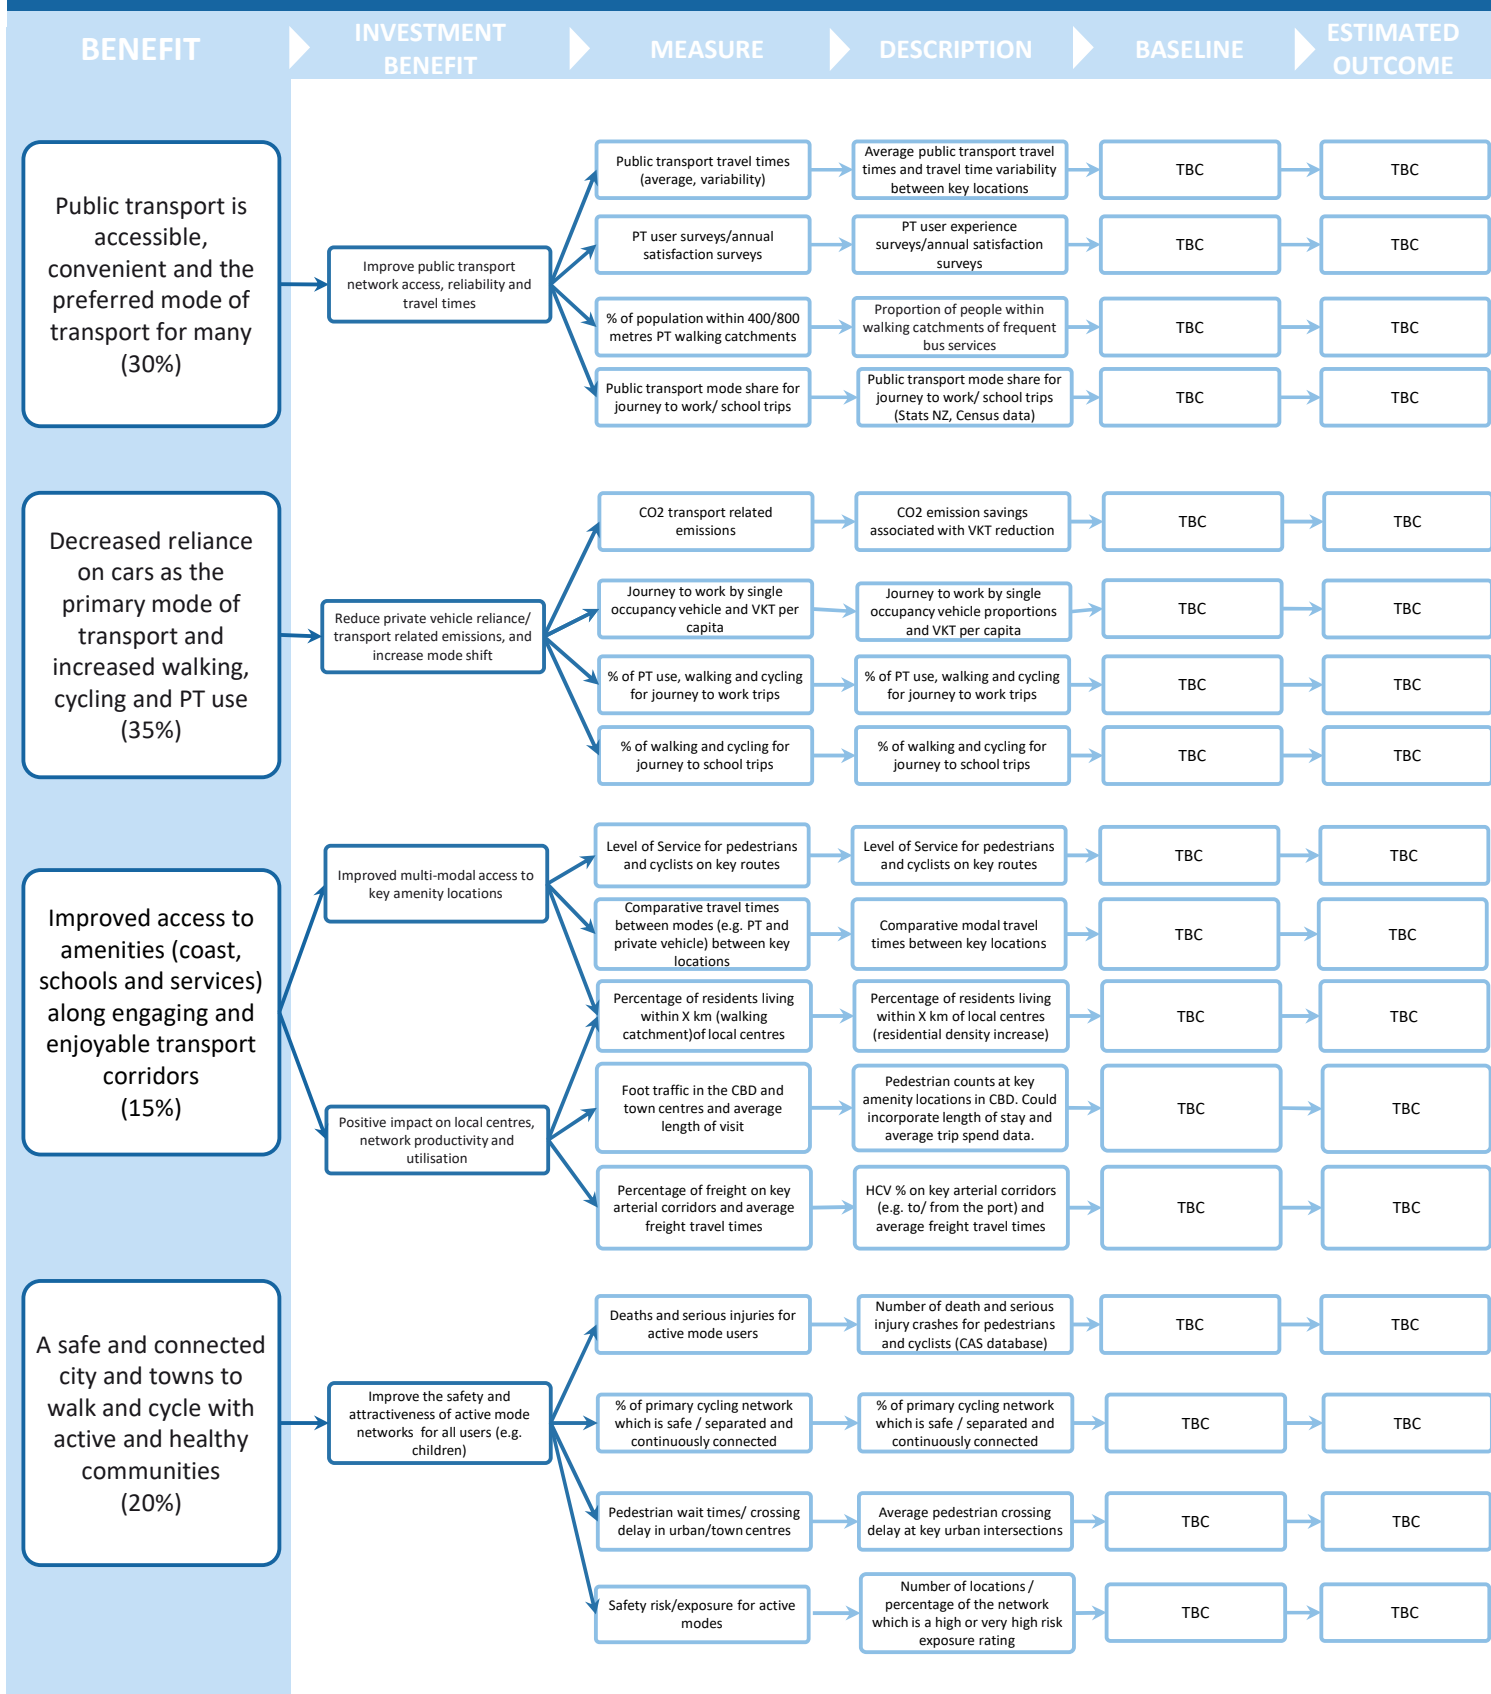 BENEFIT
INVESTMENT
BENEFIT
MEASURE
DESCRIPTION
BASELINE
ESTIMATED
OUTCOME
Public transport is
accessible,
convenient and the
preferred mode of
transport for many
(30%)
Improve public transport
network access, reliability and
travel times
Public transport travel times
(average, variability)
Average public transport travel
times and travel time variability
between key locations
TBC
TBC
PT user surveys/annual
satisfaction surveys
PT user experience
surveys/annual satisfaction
surveys
TBC
TBC
% of population within 400/800
metres PT walking catchments
Proportion of people within
walking catchments of frequent
bus services
TBC
TBC
Public transport mode share for
journey to work/ school trips
Public transport mode share for
journey to work/ school trips
(Stats NZ, Census data)
TBC
TBC
Decreased reliance
on cars as the
primary mode of
transport and
increased walking,
cycling and PT use
(35%)
Reduce private vehicle reliance/
transport related emissions, and
increase mode shift
CO2 transport related
emissions
CO2 emission savings
associated with VKT reduction
TBC
TBC
Journey to work by single
occupancy vehicle and VKT per
capita
Journey to work by single
occupancy vehicle proportions
and VKT per capita
TBC
TBC
% of PT use, walking and cycling
for journey to work trips
% of PT use, walking and cycling
for journey to work trips
TBC
TBC
% of walking and cycling for
journey to school trips
% of walking and cycling for
journey to school trips
TBC
TBC
Improved access to
amenities (coast,
schools and services)
along engaging and
enjoyable transport
corridors
(15%)
Improved multi-modal access to
key amenity locations
Level of Service for pedestrians
and cyclists on key routes
Level of Service for pedestrians
and cyclists on key routes
TBC
TBC
Comparative travel times
between modes (e.g. PT and
private vehicle) between key
locations
Comparative modal travel
times between key locations
TBC
TBC
Percentage of residents living
within X km (walking
catchment)of local centres
Percentage of residents living
within X km of local centres
(residential density increase)
TBC
TBC
Positive impact on local centres,
network productivity and
utilisation
Foot traffic in the CBD and
town centres and average
length of visit
Pedestrian counts at key
amenity locations in CBD. Could
incorporate length of stay and
average trip spend data.
TBC
TBC
Percentage of freight on key
arterial corridors and average
freight travel times
HCV % on key arterial corridors
(e.g. to/ from the port) and
average freight travel times
TBC
TBC
A safe and connected
city and towns to
walk and cycle with
active and healthy
communities
(20%)
Improve the safety and
attractiveness of active mode
networks for all users (e.g.
children)
Deaths and serious injuries for
active mode users
Number of death and serious
injury crashes for pedestrians
and cyclists (CAS database)
TBC
TBC
% of primary cycling network
which is safe / separated and
continuously connected
% of primary cycling network
which is safe / separated and
continuously connected
TBC
TBC
Pedestrian wait times/ crossing
delay in urban/town centres
Average pedestrian crossing
delay at key urban intersections
TBC
TBC
Safety risk/exposure for active
modes
Number of locations /
percentage of the network
which is a high or very high risk
exposure rating
TBC
TBC